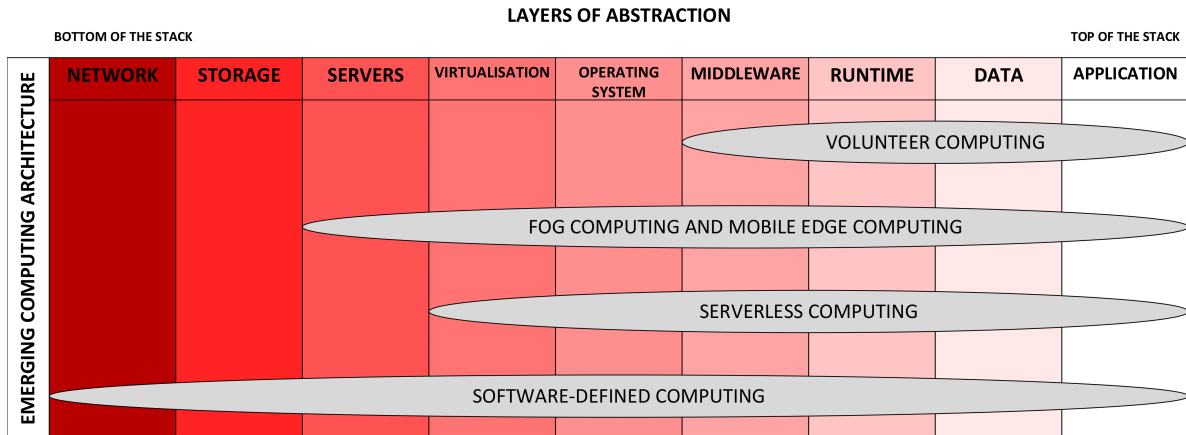 LAYERS OF ABSTRACTION
BOTTOM OF THE STACK
TOP OF THE STACK
EMERGING COMPUTING ARCHITECTURE
NETWORK
STORAGE
SERVERS
VIRTUALISATION
OPERATING
SYSTEM
MIDDLEWARE
RUNTIME
DATA
APPLICATION
VOLUNTEER COMPUTING
FOG COMPUTING AND MOBILE EDGE COMPUTING
SERVERLESS COMPUTING
SOFTWARE-DEFINED COMPUTING